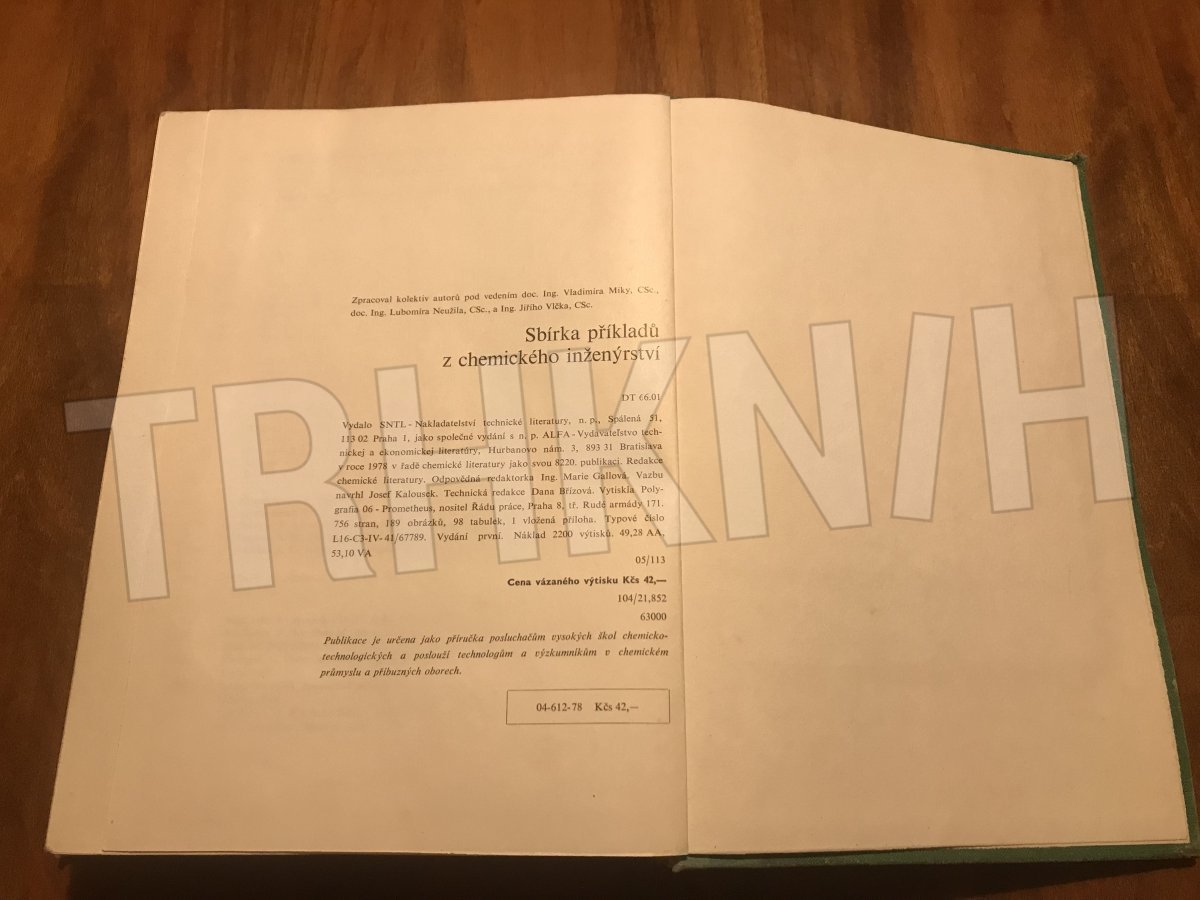 Zpracoval kolektiv autorů pod vedením doc. Ing. Vladimíra Míky, CSc.,
doc. Ing. Lubomíra Neužila, CSc., a Ing. Jiřího Vlčka, CSc.
Sbírka příkladů
z chemického inženýrství
DT 66.01
Vydalo SNTL - Nakladatelství technické literatury, n. p., Spálená 51,
113 02 Praha 1, jako společné vydání s n. p. ALFA - Vydavateľstvo tech-
nickej a ekonomickej literatúry, Hurbanovo nám. 3, 893 31 Bratislava
v roce 1978 v řadě chemické literatury jako svou 8220. publikaci. Redakce
chemické literatury. Odpovědná redaktorka Ing. Marie Gallová. Vazbu
navrhl Josef Kalousek. Technická redakce Dana Břízová. Vytiskla Poly-
grafia 06 - Prometheus, nositel Řádu práce, Praha 8, tř. Rudé armády 171.
756 stran, 189 obrázků, 98 tabulek, 1 vložená příloha. Typové číslo
L16-C3-IV-41/67789. Vydání první. Náklad 2200 výtisků. 49,28 AA,
53,10 VA
05/113
Cena vázaného výtisku Kčs 42,—
104/21,852
63000
Publikace je určena jako příručka posluchačům vysokých škol chemicko-
technologických a poslouží technologům a výzkumníkům v chemickém
průmyslu a příbuzných oborech.
04-612-78 Kčs 42,—
TRHKNIH